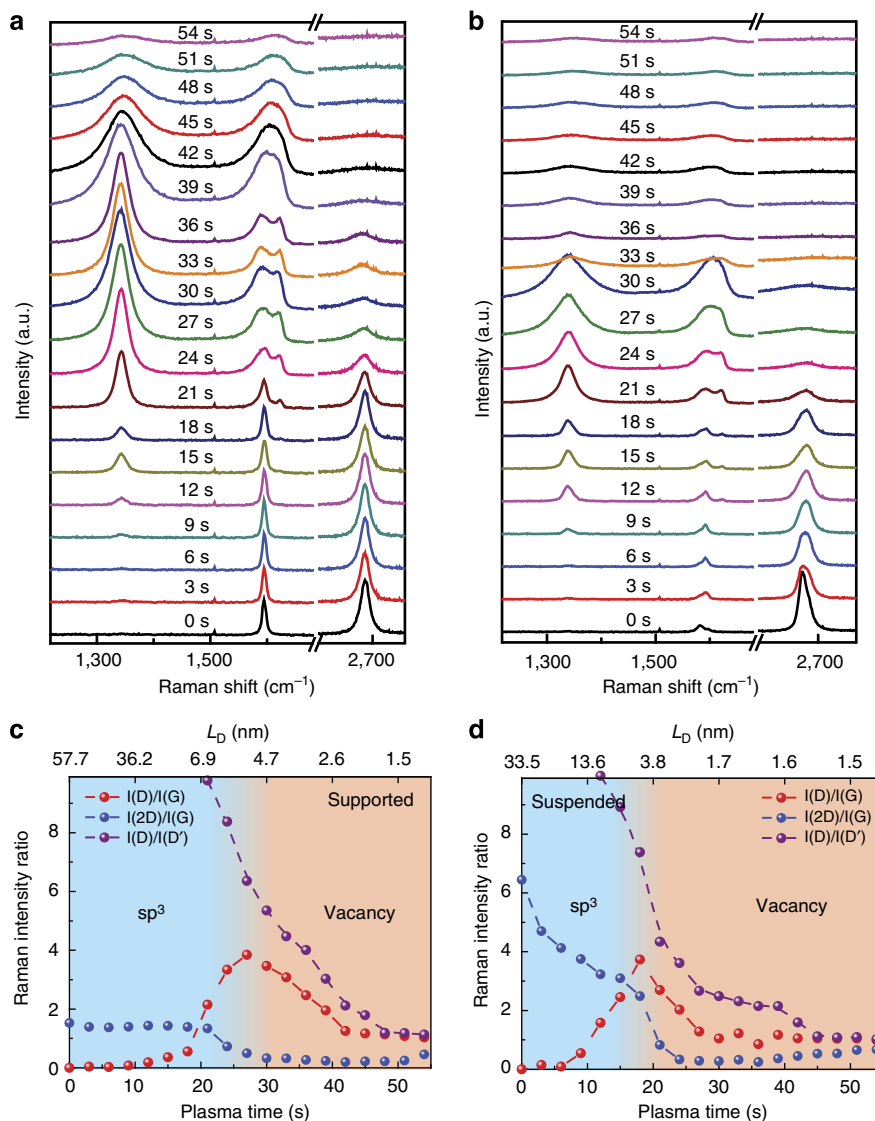 a
54 s
51 s
48 s
45 s
42 s
39 s
36 s
33 s
30 s
27 s
24 s
21 s
18 s
15 s
12 s
9 s
6 s
3 s
0 s
Intensity (a.u.)
1,300 1,500 2,700
Raman shift (cm⁻¹)
b
54 s
51 s
48 s
45 s
42 s
39 s
36 s
33 s
30 s
27 s
24 s
21 s
18 s
15 s
12 s
9 s
6 s
3 s
0 s
Intensity (a.u.)
1,300 1,500 2,700
Raman shift (cm⁻¹)
c
L_D (nm)
57.7 36.2 6.9 4.7 2.6 1.5
I(D)/I(G)
I(2D)/I(G)
I(D)/I(D′)
Supported
sp³
Vacancy
Raman intensity ratio
8
6
4
2
0
0 10 20 30 40 50
Plasma time (s)
d
L_D (nm)
33.5 13.6 3.8 1.7 1.6 1.5
Suspended
I(D)/I(G)
I(2D)/I(G)
I(D)/I(D′)
sp³
Vacancy
Raman intensity ratio
8
6
4
2
0
0 10 20 30 40 50
Plasma time (s)